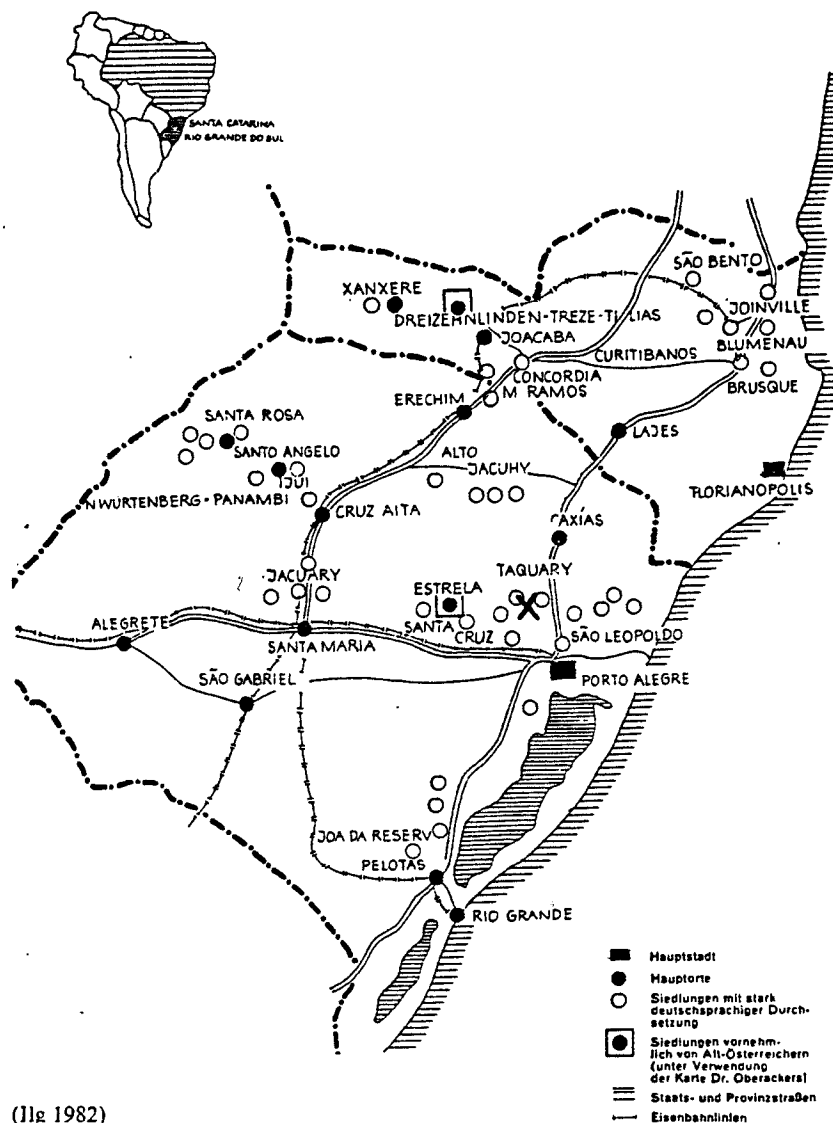 SANTA CATARINA
RIO GRANDE DO SUL
SÃO BENTO
XANXERE
DREIZEHNLINDEN-TREZE-TILIAS
JOINVILLE
JOACABA
BLUMENAU
CURITIBANOS
CONCORDIA
BRUSQUE
M RAMOS
ERECHIM
SANTA ROSA
LAJES
SANTO ANGELO
ALTO
JACUHY
IJUI
N WÜRTENBERG-PANAMBI
FLORIANOPOLIS
CRUZ AITA
CAXÍAS
TAQUARY
JACUARY
ESTRELA
ALEGRETE
SANTA
CRUZ
SÃO LEOPOLDO
SANTA MARIA
SÃO GABRIEL
PORTO ALEGRE
JOA DA RESERV
PELOTAS
RIO GRANDE
Hauptstadt
Hauptorte
Siedlungen mit stark
deutschsprachiger Durch-
setzung
Siedlungen vornehm-
lich von Alt-Österreichern
(unter Verwendung
der Karte Dr. Oberackers)
Staats- und Provinzstraßen
Eisenbahnlinien
(Ilg 1982)